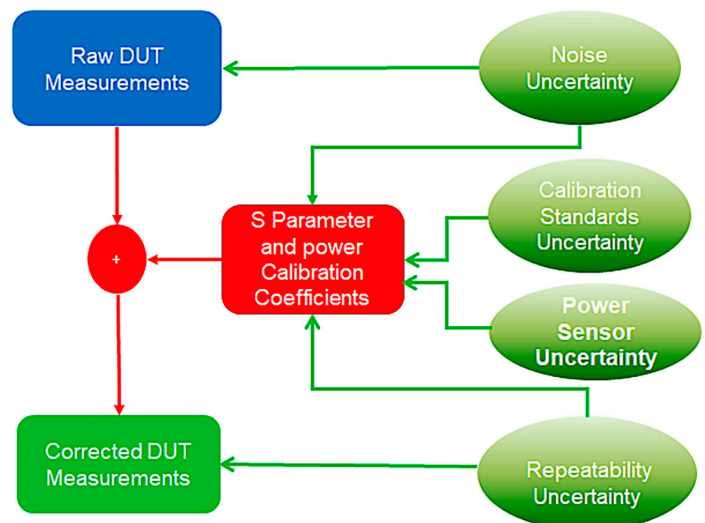 Raw DUT
Measurements
Noise
Uncertainty
S Parameter
and power
Calibration
Coefficients
Calibration
Standards
Uncertainty
+
Power
Sensor
Uncertainty
Corrected DUT
Measurements
Repeatability
Uncertainty